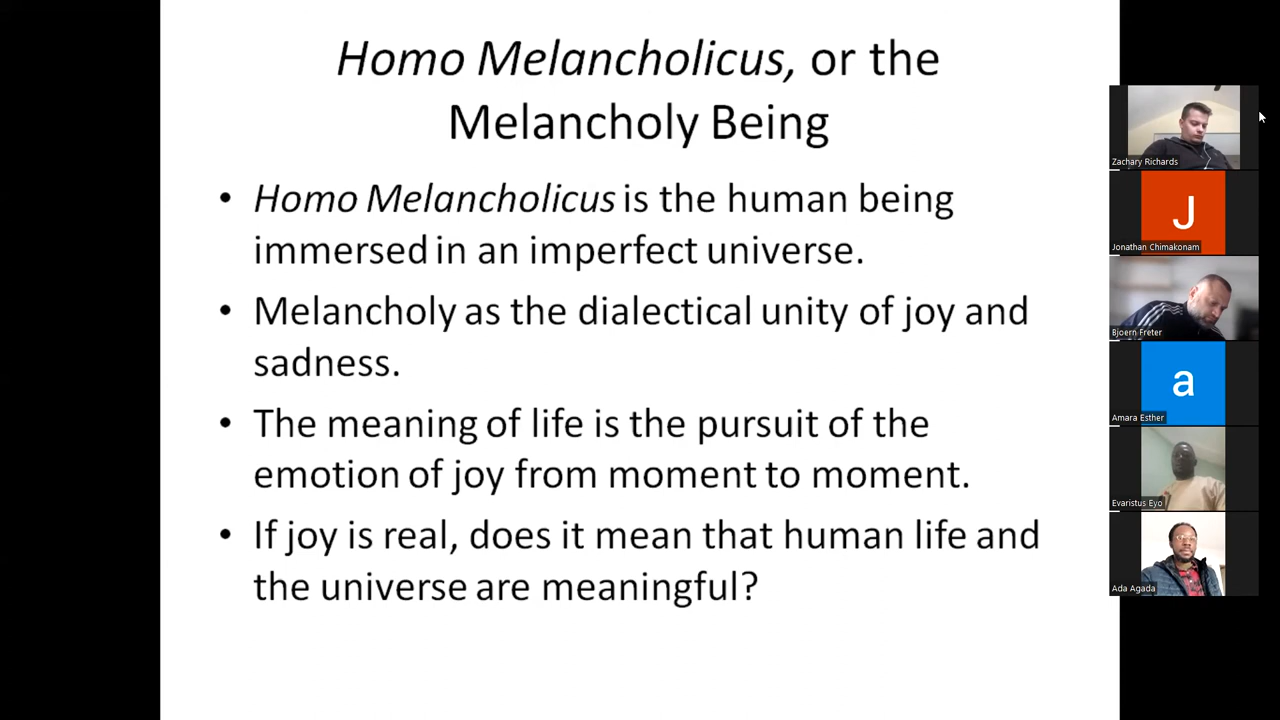 Homo Melancholicus, or the
Melancholy Being
• Homo Melancholicus is the human being
immersed in an imperfect universe.
• Melancholy as the dialectical unity of joy and
sadness.
• The meaning of life is the pursuit of the
emotion of joy from moment to moment.
• If joy is real, does it mean that human life and
the universe are meaningful?
Zachary Richards
J
Jonathan Chimakonam
Bjoern Freter
a
Amara Esther
Evaristus Eyo
Ada Agada